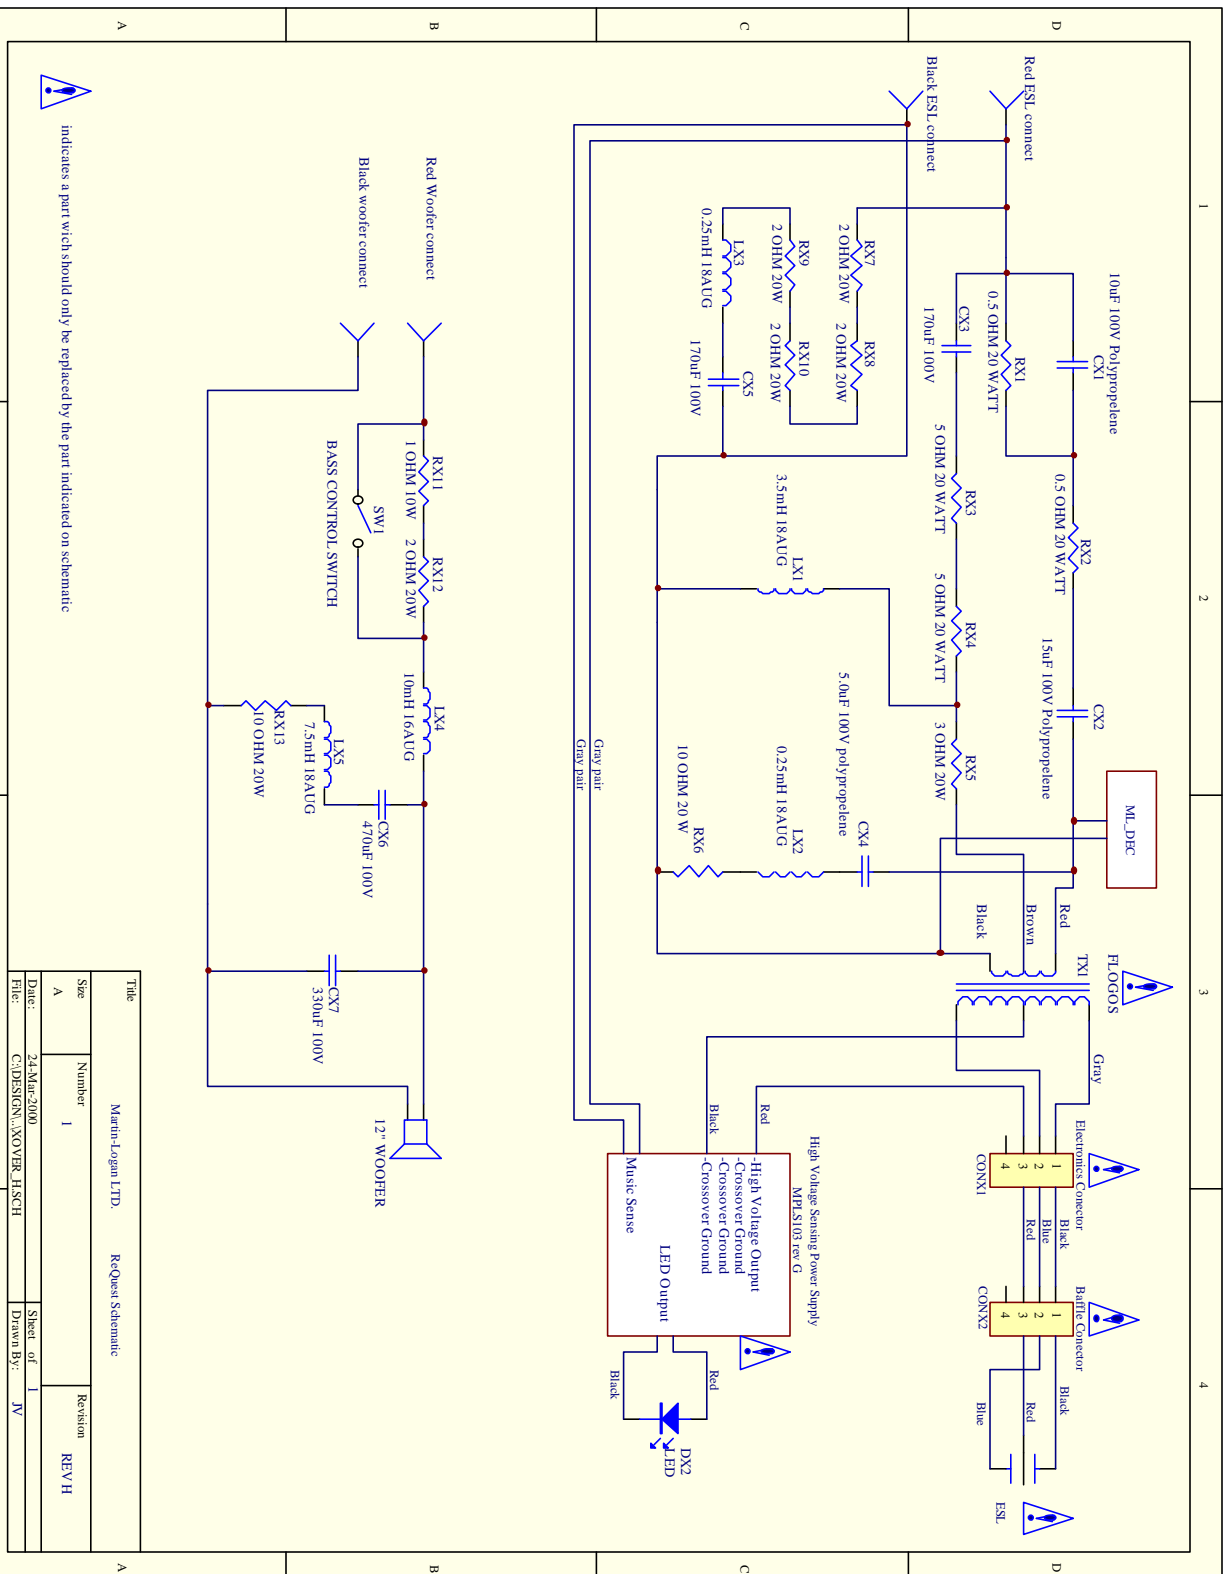 1
2
3
4
D
D
C
C
B
B
A
A
Red ESL connect
Black ESL connect
10uF 100V Polypropelene
CX1
RX1
0.5 OHM 20 WATT
CX3
170uF 100V
RX2
0.5 OHM 20 WATT
RX3
5 OHM 20 WATT
RX4
5 OHM 20 WATT
CX2
15uF 100V Polypropelene
RX5
3 OHM 20W
ML_DEC
RX7
2 OHM 20W
RX8
2 OHM 20W
RX9
2 OHM 20W
RX10
2 OHM 20W
LX3
0.25mH 18AUG
CX5
170uF 100V
LX1
3.5mH 18AUG
CX4
5.0uF 100V polypropelene
LX2
0.25mH 18AUG
RX6
10 OHM 20 W
Red
Brown
Black
FLOGOS
TX1
Gray
Electronics Conector
1
2
3
4
CONX1
Black
Blue
Red
Baffle Conector
1
2
3
4
CONX2
Black
Red
Blue
ESL
Gray pair
Gray pair
Red
Black
High Voltage Sensing Power Supply
MPLS103 rev G
-High Voltage Output
-Crossover Ground
-Crossover Ground
-Crossover Ground
LED Output
Music Sense
Red
Black
DX2
LED
Red Woofer connect
Black woofer connect
RX11
1 OHM 10W
RX12
2 OHM 20W
SW1
BASS CONTROL SWITCH
LX4
10mH 16AUG
CX6
470uF 100V
LX5
7.5mH 18AUG
RX13
10 OHM 20W
CX7
330uF 100V
12" WOOFER
indicates a part wich should only be replaced by the part indicated on schematic
Title
Martin-Logan LTD. ReQuest Schematic
Size
A
Number
1
Revision
REV H
Date: 24-Mar-2000
Sheet of 1
File: C:\DESIGN\..\XOVER_H.SCH
Drawn By: JV